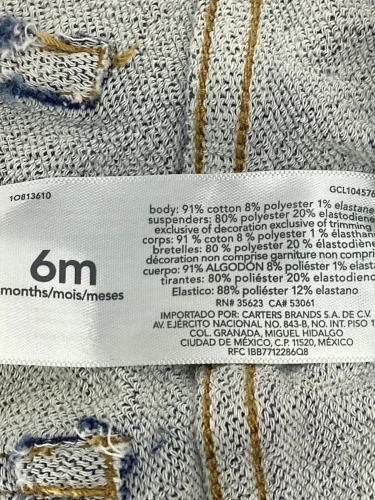 1O813610
GCL104576
6m
months/mois/meses
body: 91% cotton 8% polyester 1% elastane
suspenders: 80% polyester 20% elastodiene
exclusive of decoration exclusive of trimming
corps: 91 % coton 8 % polyester 1 % élasthan
bretelles: 80 % polyester 20 % élastodiène
décoration non comprise garniture non compri
cuerpo: 91% ALGODÓN 8% poliéster 1% elasta
tirantes: 80% poliéster 20% elastodieno
Elastico: 88% poliéster 12% elastano
RN# 35623 CA# 53061
IMPORTADO POR: CARTERS BRANDS S.A. DE C.V.
AV. EJÉRCITO NACIONAL NO. 843-B, NO. INT. PISO 1
COL. GRANADA, MIGUEL HIDALGO
CIUDAD DE MÉXICO, C.P. 11520, MÉXICO
RFC IBB7712286Q8